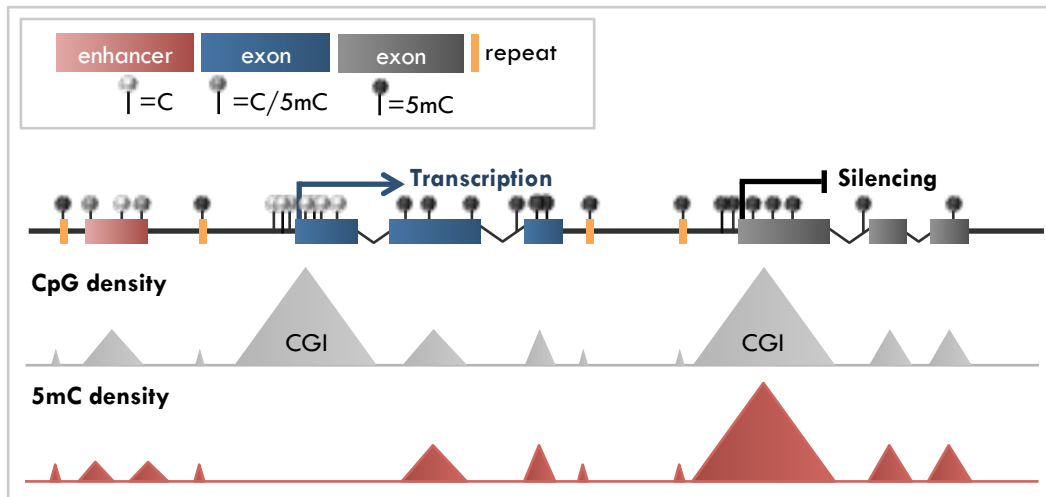 enhancer exon exon repeat
=C =C/5mC =5mC
Transcription Silencing
CpG density
CGI CGI
5mC density